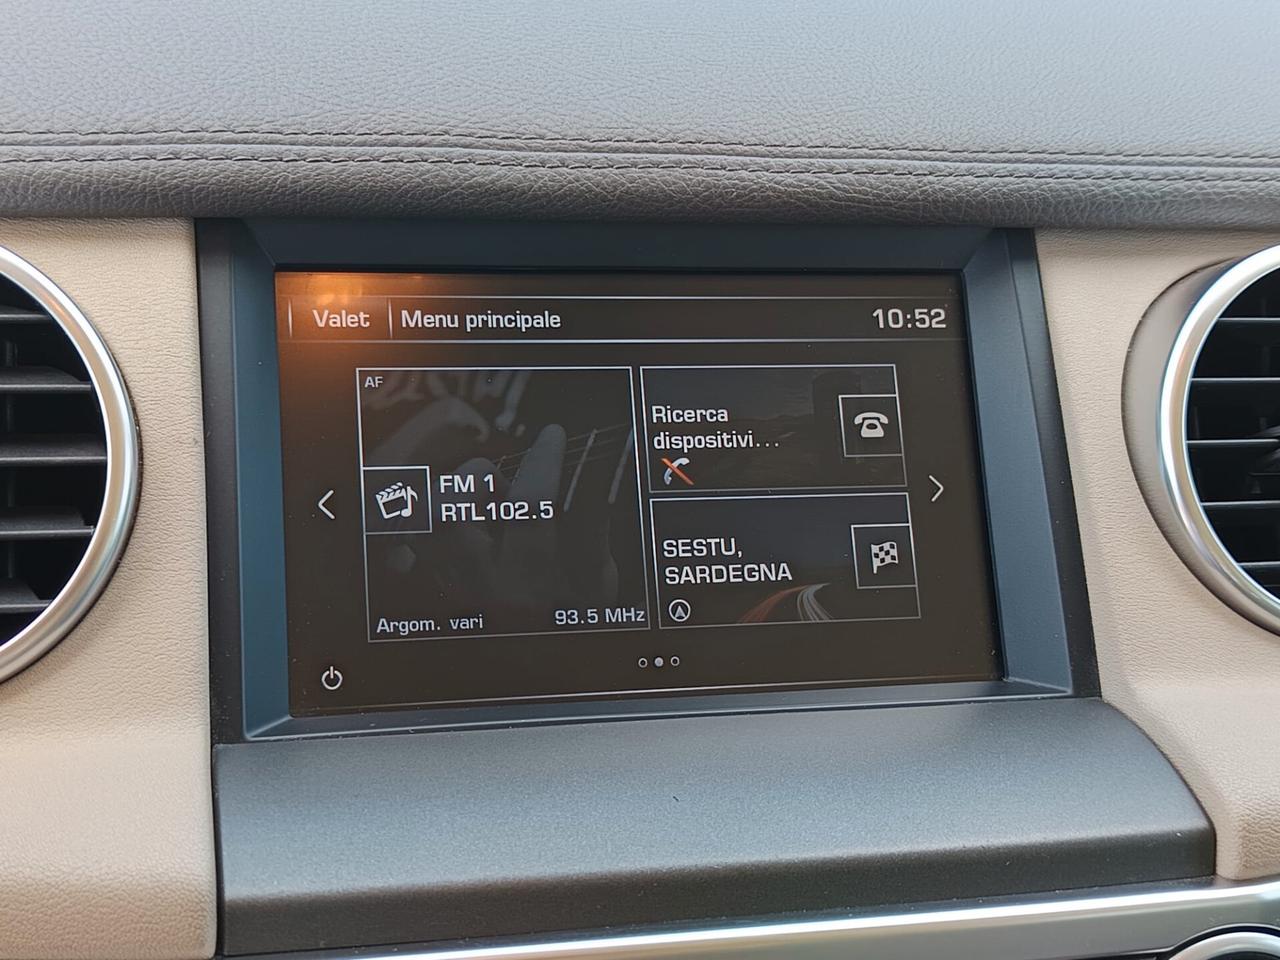 Valet
Menu principale
10:52
AF
FM 1
RTL102.5
Argom. vari
93.5 MHz
Ricerca
dispositivi...
SESTU,
SARDEGNA